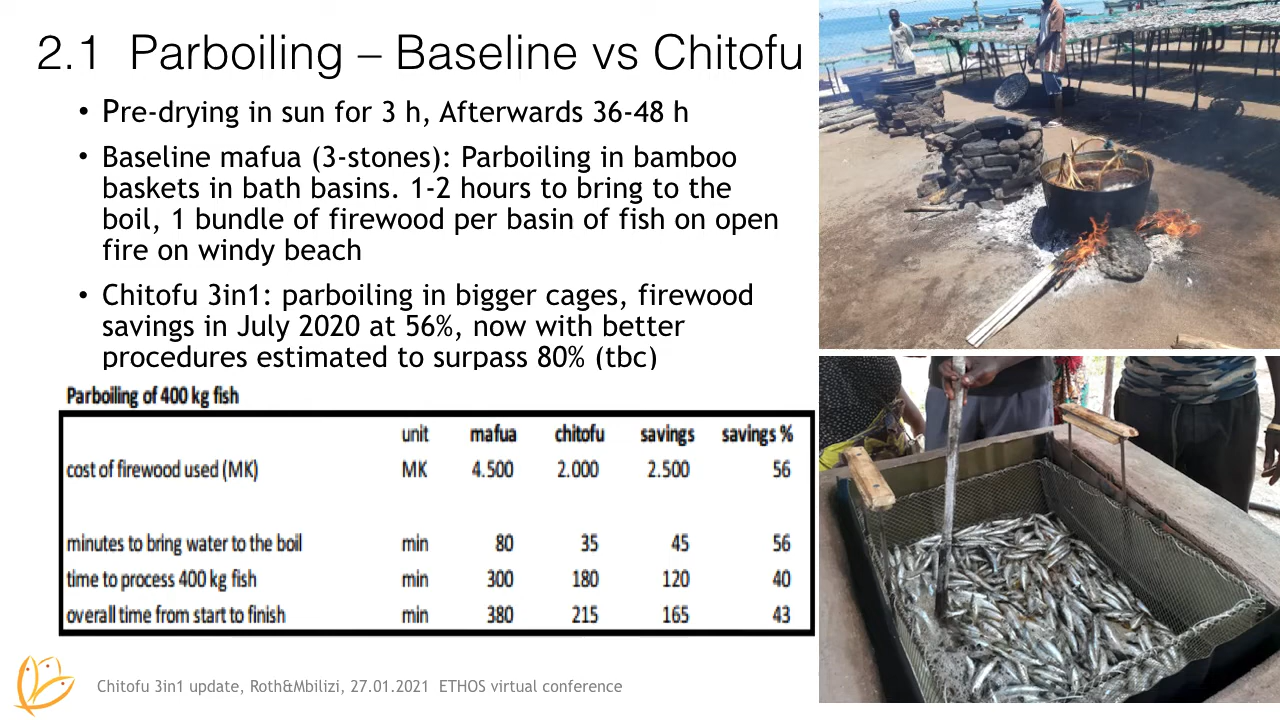 2.1 Parboiling – Baseline vs Chitofu
• Pre-drying in sun for 3 h, Afterwards 36-48 h
• Baseline mafua (3-stones): Parboiling in bamboo
baskets in bath basins. 1-2 hours to bring to the
boil, 1 bundle of firewood per basin of fish on open
fire on windy beach
• Chitofu 3in1: parboiling in bigger cages, firewood
savings in July 2020 at 56%, now with better
procedures estimated to surpass 80% (tbc)
Parboiling of 400 kg fish
unit mafua chitofu savings savings %
cost of firewood used (MK) MK 4.500 2.000 2.500 56
minutes to bring water to the boil min 80 35 45 56
time to process 400 kg fish min 300 180 120 40
overall time from start to finish min 380 215 165 43
Chitofu 3in1 update, Roth&Mbilizi, 27.01.2021 ETHOS virtual conference